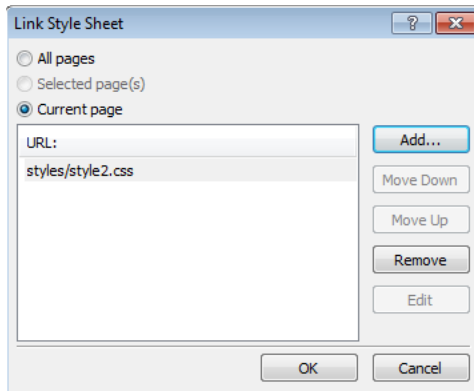 Link Style Sheet
All pages
Selected page(s)
Current page
URL:
styles/style2.css
Add...
Move Down
Move Up
Remove
Edit
OK
Cancel